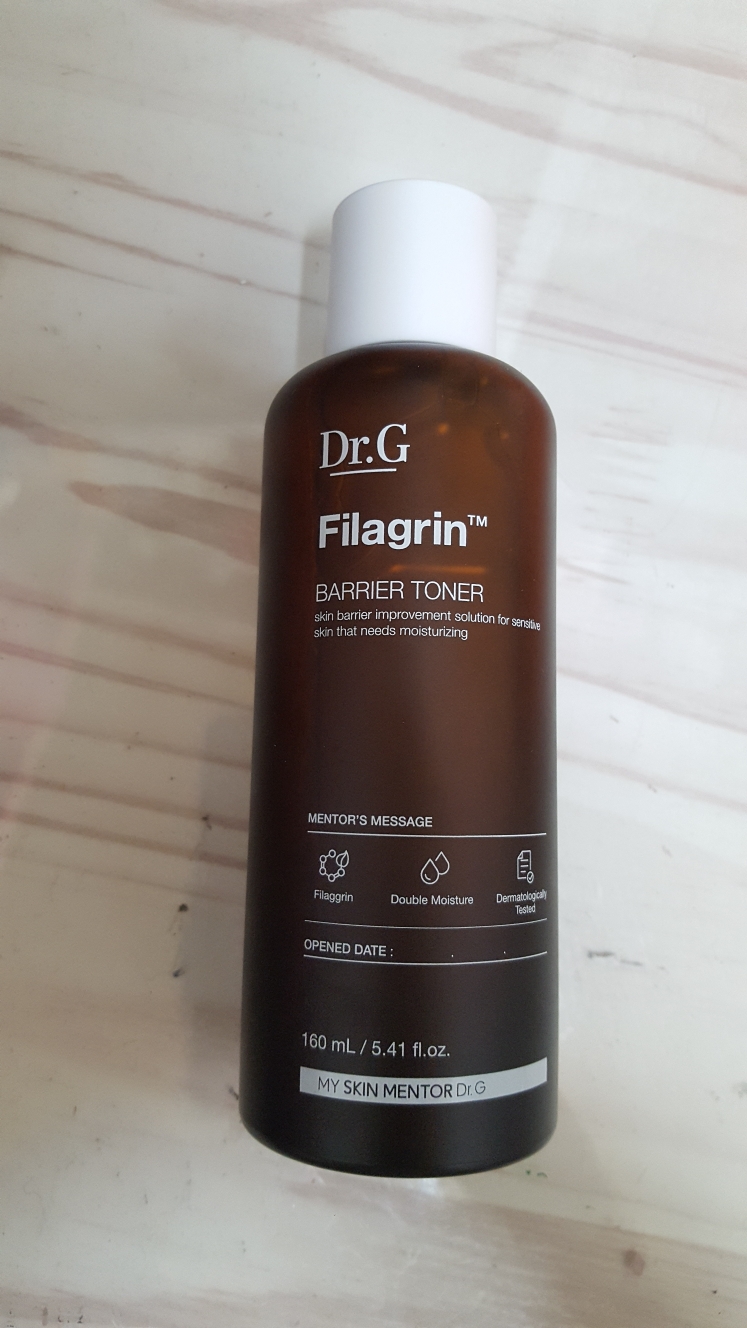 Dr.G
Filagrin™
BARRIER TONER
skin barrier improvement solution for sensitive
skin that needs moisturizing
MENTOR'S MESSAGE
Filaggrin
Double Moisture
Dermatologically
Tested
OPENED DATE : . .
160 mL / 5.41 fl.oz.
MY SKIN MENTOR Dr.G